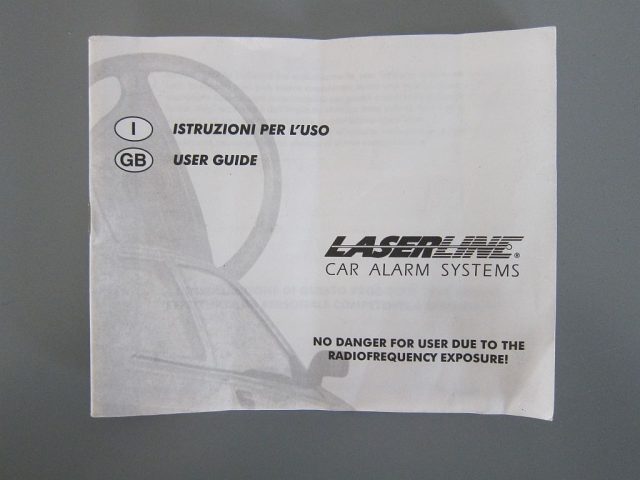 I ISTRUZIONI PER L'USO
GB USER GUIDE
LASERLINE®
CAR ALARM SYSTEMS
NO DANGER FOR USER DUE TO THE
RADIOFREQUENCY EXPOSURE!